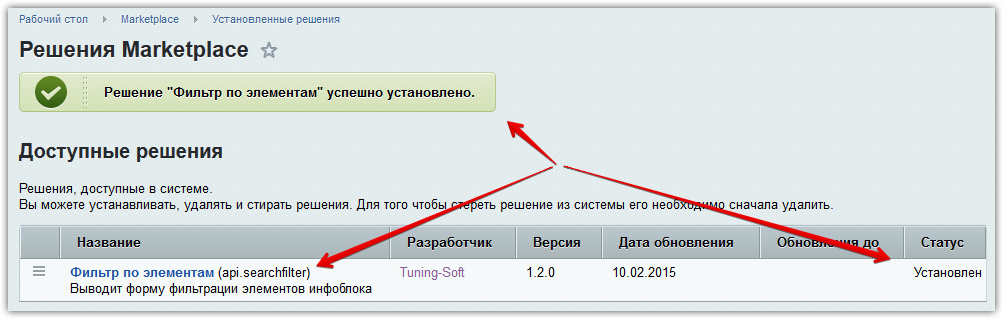 Рабочий стол Marketplace Установленные решения
Решения Marketplace
Решение "Фильтр по элементам" успешно установлено.
Доступные решения
Решения, доступные в системе.
Вы можете устанавливать, удалять и стирать решения. Для того чтобы стереть решение из системы его необходимо сначала удалить.
Название Разработчик Версия Дата обновления Обновления до Статус
Фильтр по элементам (api.searchfilter) Tuning-Soft 1.2.0 10.02.2015 Установлен
Выводит форму фильтрации элементов инфоблока